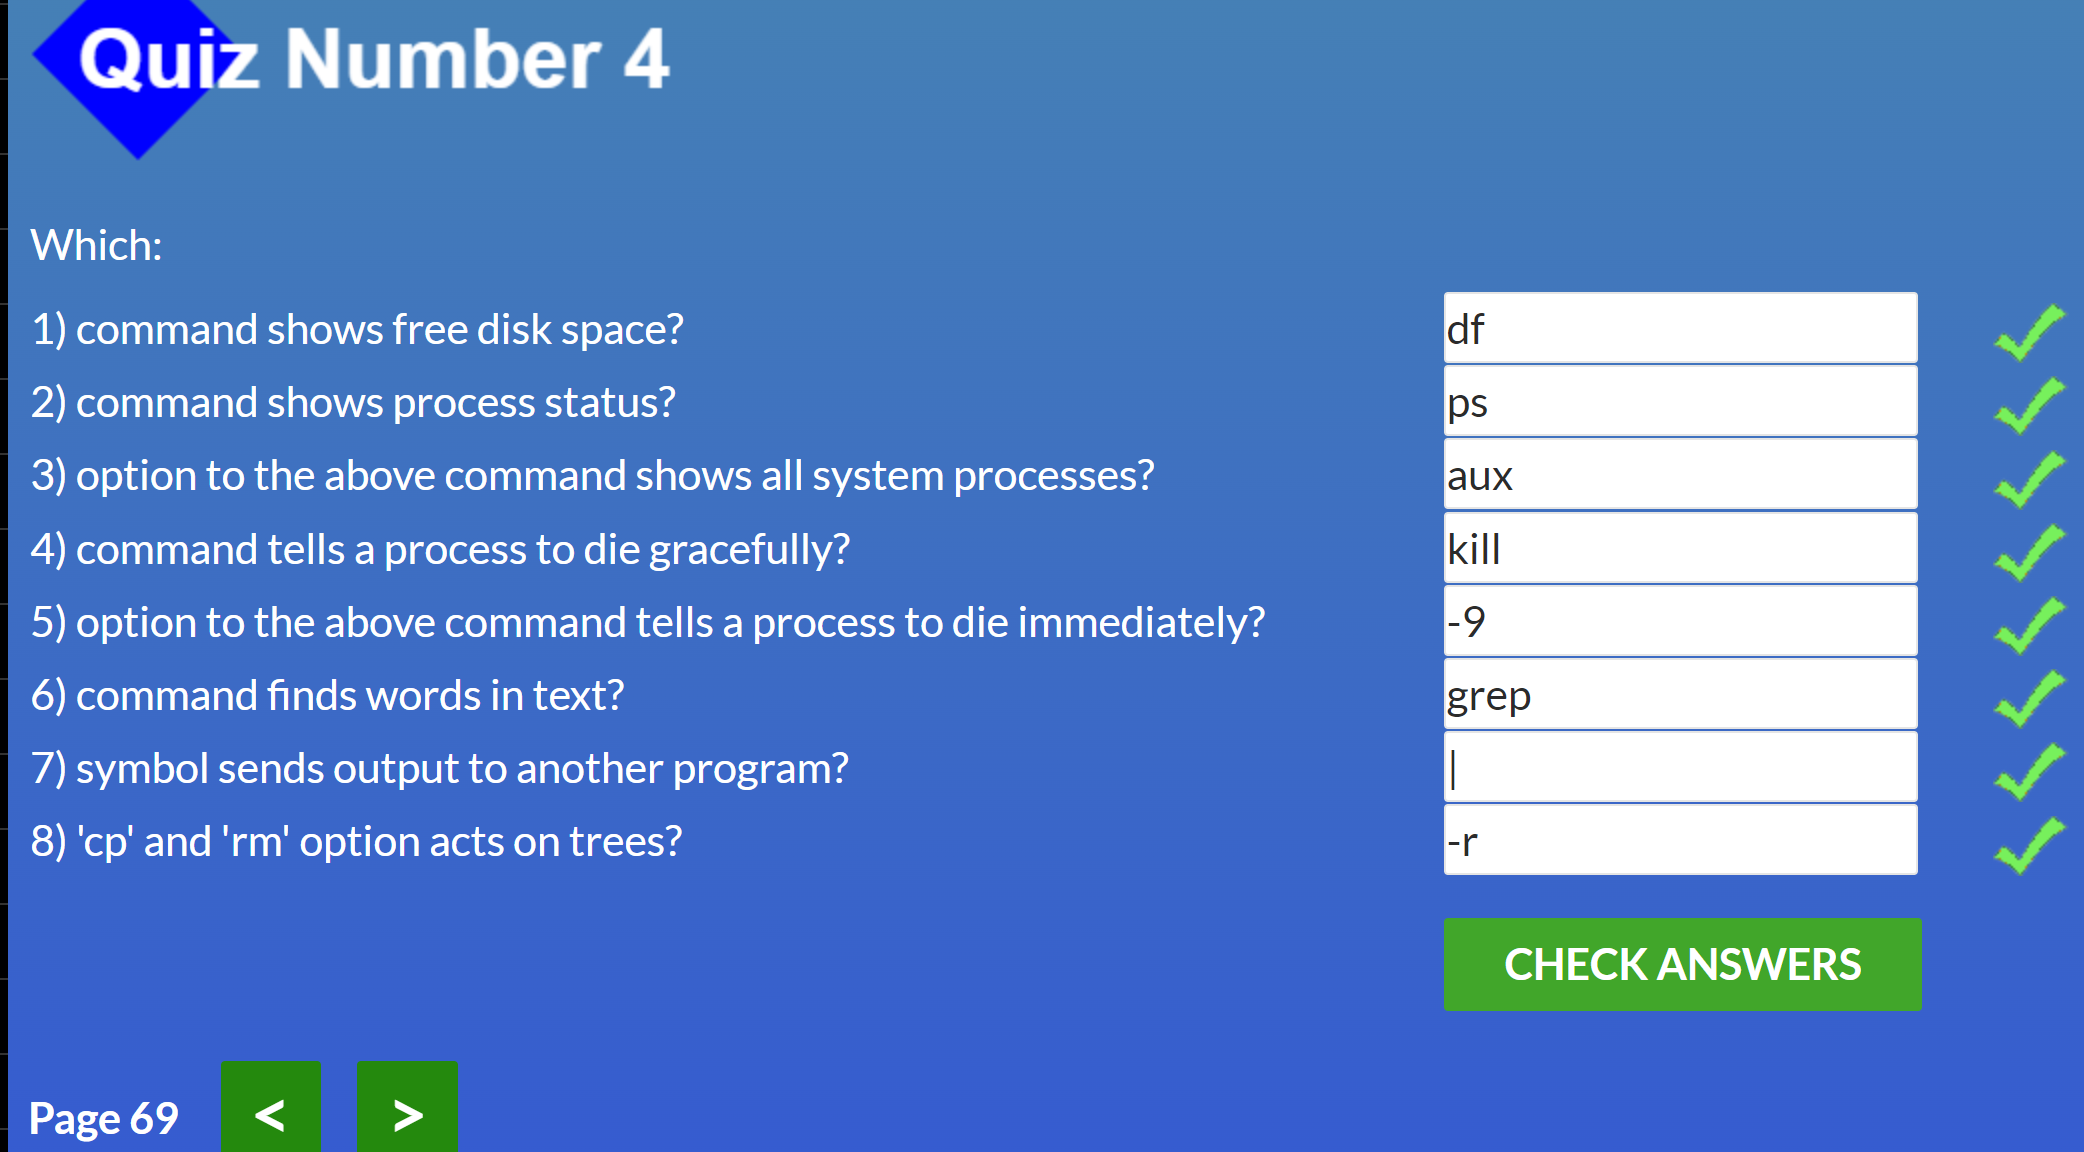 Quiz Number 4
Which:
1) command shows free disk space? df
2) command shows process status? ps
3) option to the above command shows all system processes? aux
4) command tells a process to die gracefully? kill
5) option to the above command tells a process to die immediately? -9
6) command finds words in text? grep
7) symbol sends output to another program? |
8) 'cp' and 'rm' option acts on trees? -r
CHECK ANSWERS
Page 69 < >